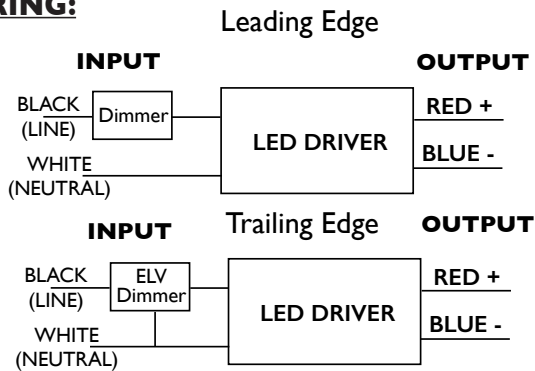 RING:
Leading Edge
INPUT
OUTPUT
BLACK
(LINE)
Dimmer
LED DRIVER
RED +
BLUE -
WHITE
(NEUTRAL)
Trailing Edge
INPUT
OUTPUT
BLACK
(LINE)
ELV
Dimmer
LED DRIVER
RED +
BLUE -
WHITE
(NEUTRAL)